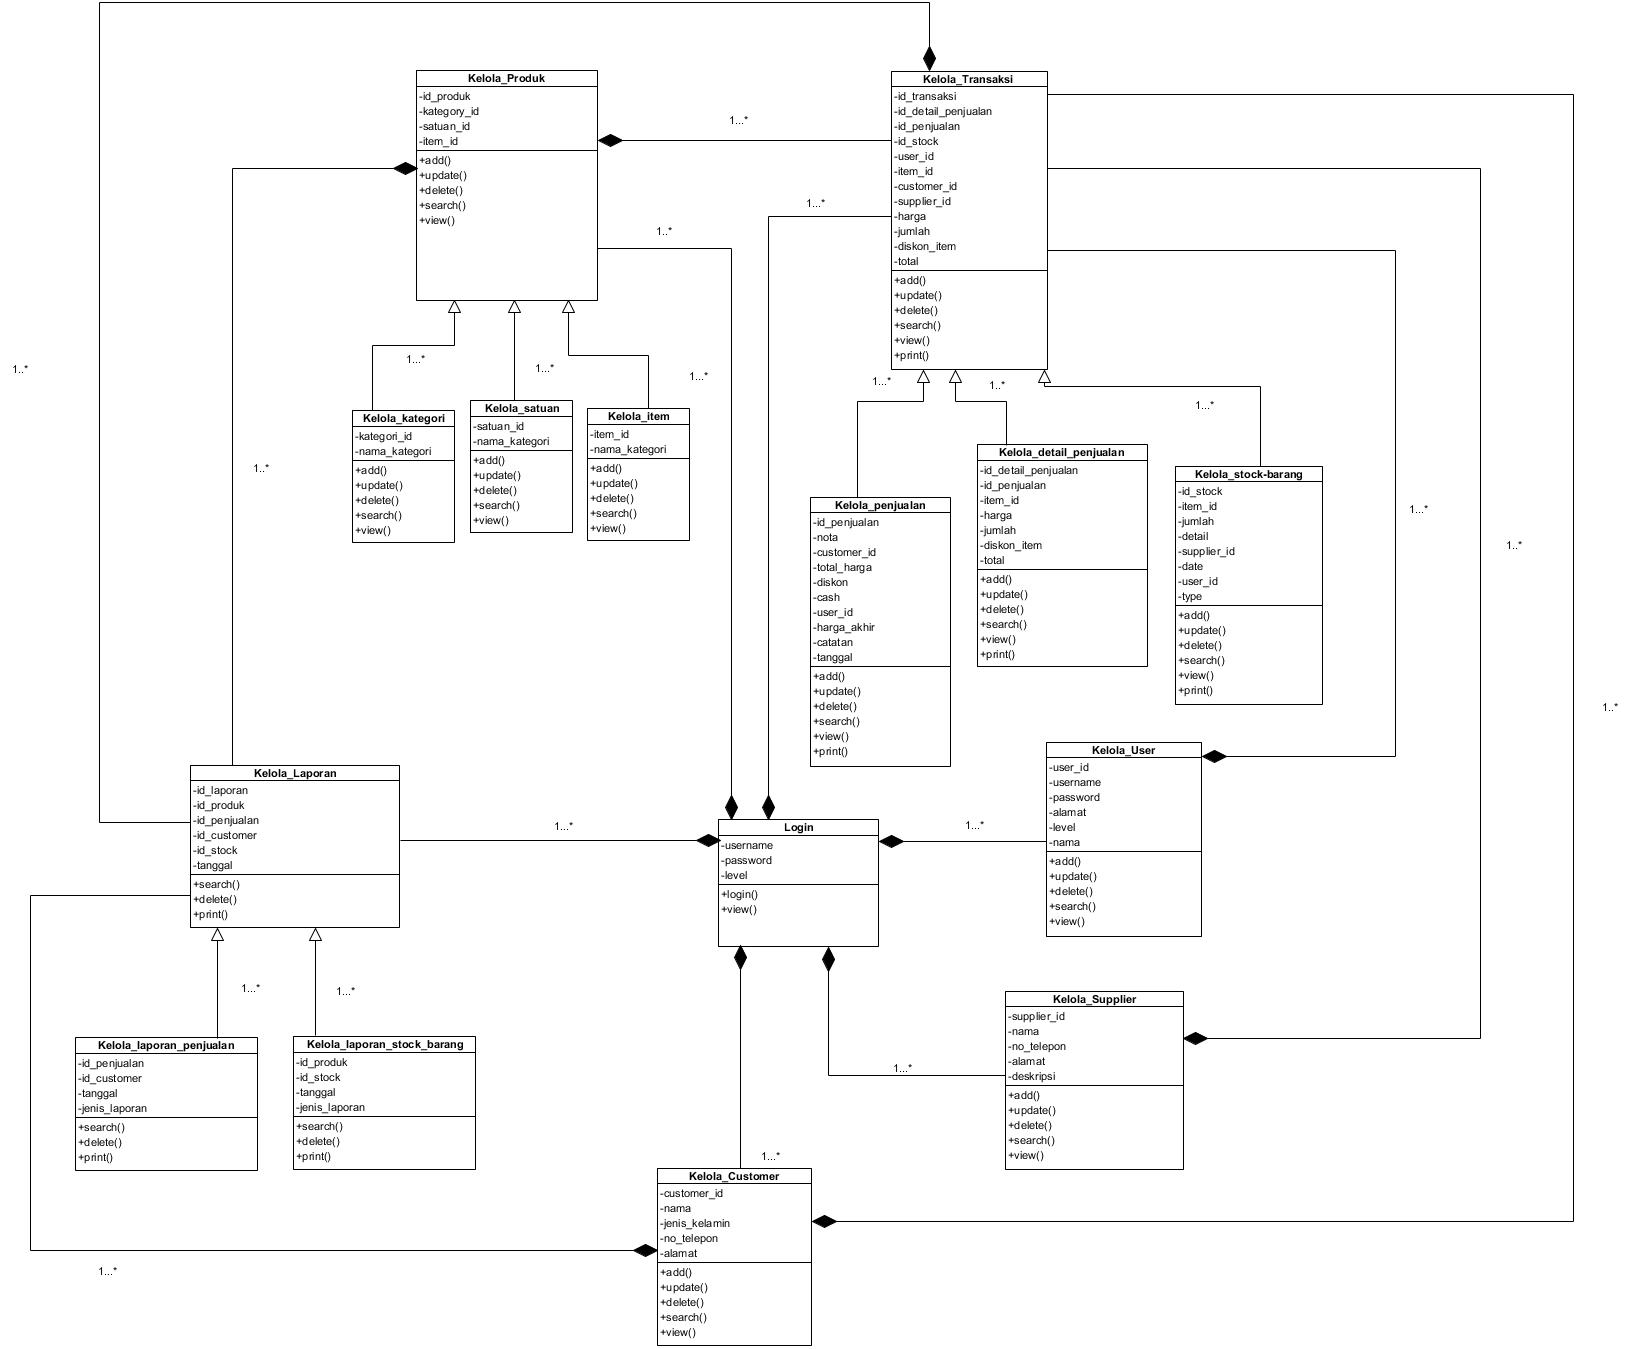 Kelola_Produk
-id_produk
-kategory_id
-satuan_id
-item_id
+add()
+update()
+delete()
+search()
+view()
1...*
Kelola_Transaksi
-id_transaksi
-id_detail_penjualan
-id_penjualan
-id_stock
-user_id
-item_id
-customer_id
-supplier_id
-harga
-jumlah
-diskon_item
-total
+add()
+update()
+delete()
+search()
+view()
+print()
1...*
1..*
1..*
1...*
1...*
1...*
1...*
1..*
1...*
Kelola_kategori
-kategori_id
-nama_kategori
+add()
+update()
+delete()
+search()
+view()
Kelola_satuan
-satuan_id
-nama_kategori
+add()
+update()
+delete()
+search()
+view()
Kelola_item
-item_id
-nama_kategori
+add()
+update()
+delete()
+search()
+view()
1..*
Kelola_penjualan
-id_penjualan
-nota
-customer_id
-total_harga
-diskon
-cash
-user_id
-harga_akhir
-catatan
-tanggal
+add()
+update()
+delete()
+search()
+view()
+print()
Kelola_detail_penjualan
-id_detail_penjualan
-id_penjualan
-item_id
-harga
-jumlah
-diskon_item
-total
+add()
+update()
+delete()
+search()
+view()
+print()
Kelola_stock-barang
-id_stock
-item_id
-jumlah
-detail
-supplier_id
-date
-user_id
-type
+add()
+update()
+delete()
+search()
+view()
+print()
1...*
1..*
1..*
Kelola_Laporan
-id_laporan
-id_produk
-id_penjualan
-id_customer
-id_stock
-tanggal
+search()
+delete()
+print()
1...*
Login
-username
-password
-level
+login()
+view()
1...*
Kelola_User
-user_id
-username
-password
-alamat
-level
-nama
+add()
+update()
+delete()
+search()
+view()
1...*
1...*
Kelola_laporan_penjualan
-id_penjualan
-id_customer
-tanggal
-jenis_laporan
+search()
+delete()
+print()
Kelola_laporan_stock_barang
-id_produk
-id_stock
-tanggal
-jenis_laporan
+search()
+delete()
+print()
1...*
Kelola_Supplier
-supplier_id
-nama
-no_telepon
-alamat
-deskripsi
+add()
+update()
+delete()
+search()
+view()
1...*
Kelola_Customer
-customer_id
-nama
-jenis_kelamin
-no_telepon
-alamat
+add()
+update()
+delete()
+search()
+view()
1...*